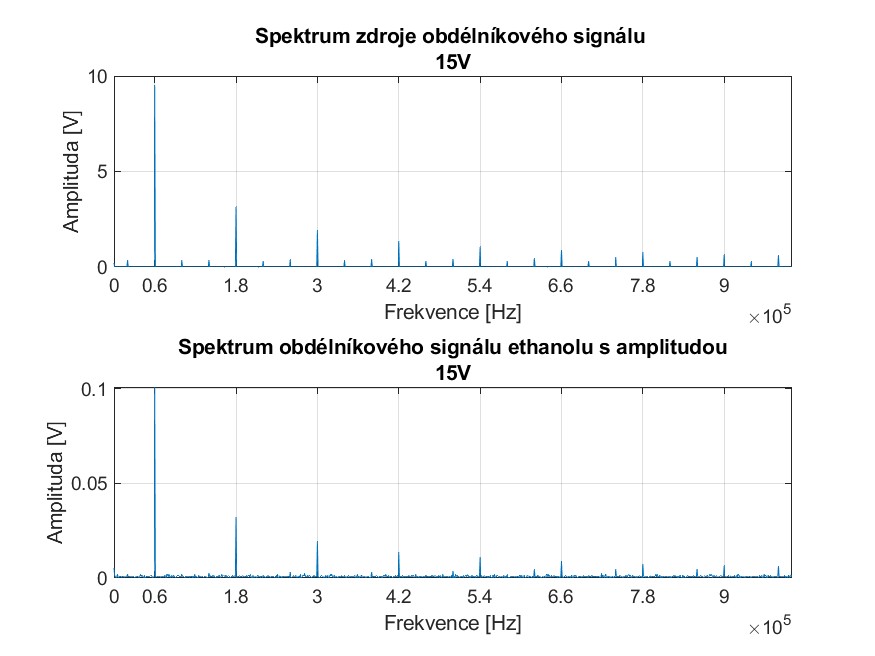 Spektrum zdroje obdélníkového signálu
15V
10
5
0
Amplituda [V]
0 0.6 1.8 3 4.2 5.4 6.6 7.8 9
Frekvence [Hz]
×10^5
Spektrum obdélníkového signálu ethanolu s amplitudou
15V
0.1
0.05
0
Amplituda [V]
0 0.6 1.8 3 4.2 5.4 6.6 7.8 9
Frekvence [Hz]
×10^5